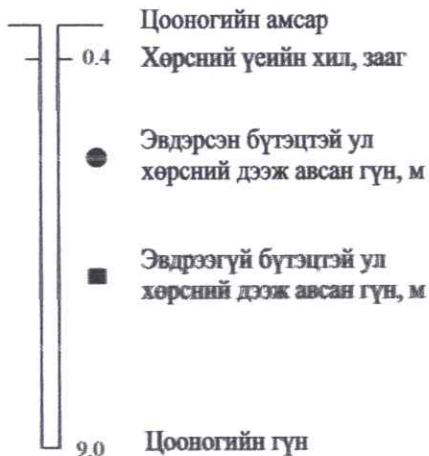 Цооногийн амсар
0.4 Хөрсний үеийн хил, зааг
Эвдэрсэн бүтэцтэй ул
хөрсний дээж авсан гүн, м
Эвдрээгүй бүтэцтэй ул
хөрсний дээж авсан гүн, м
9.0 Цооногийн гүн